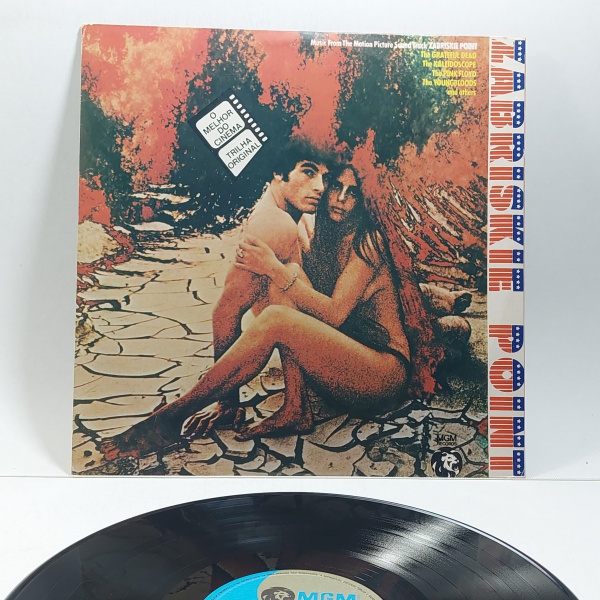 Music From The Motion Picture Sound Track ZABRISKIE POINT
The GRATEFUL DEAD
The KALEIDOSCOPE
The PINK FLOYD
The YOUNGBLOODS
and others
O
MELHOR
DO
CINEMA
TRILHA
ORIGINAL
ZABRISKIE POINT
MGM
RECORDS
MGM